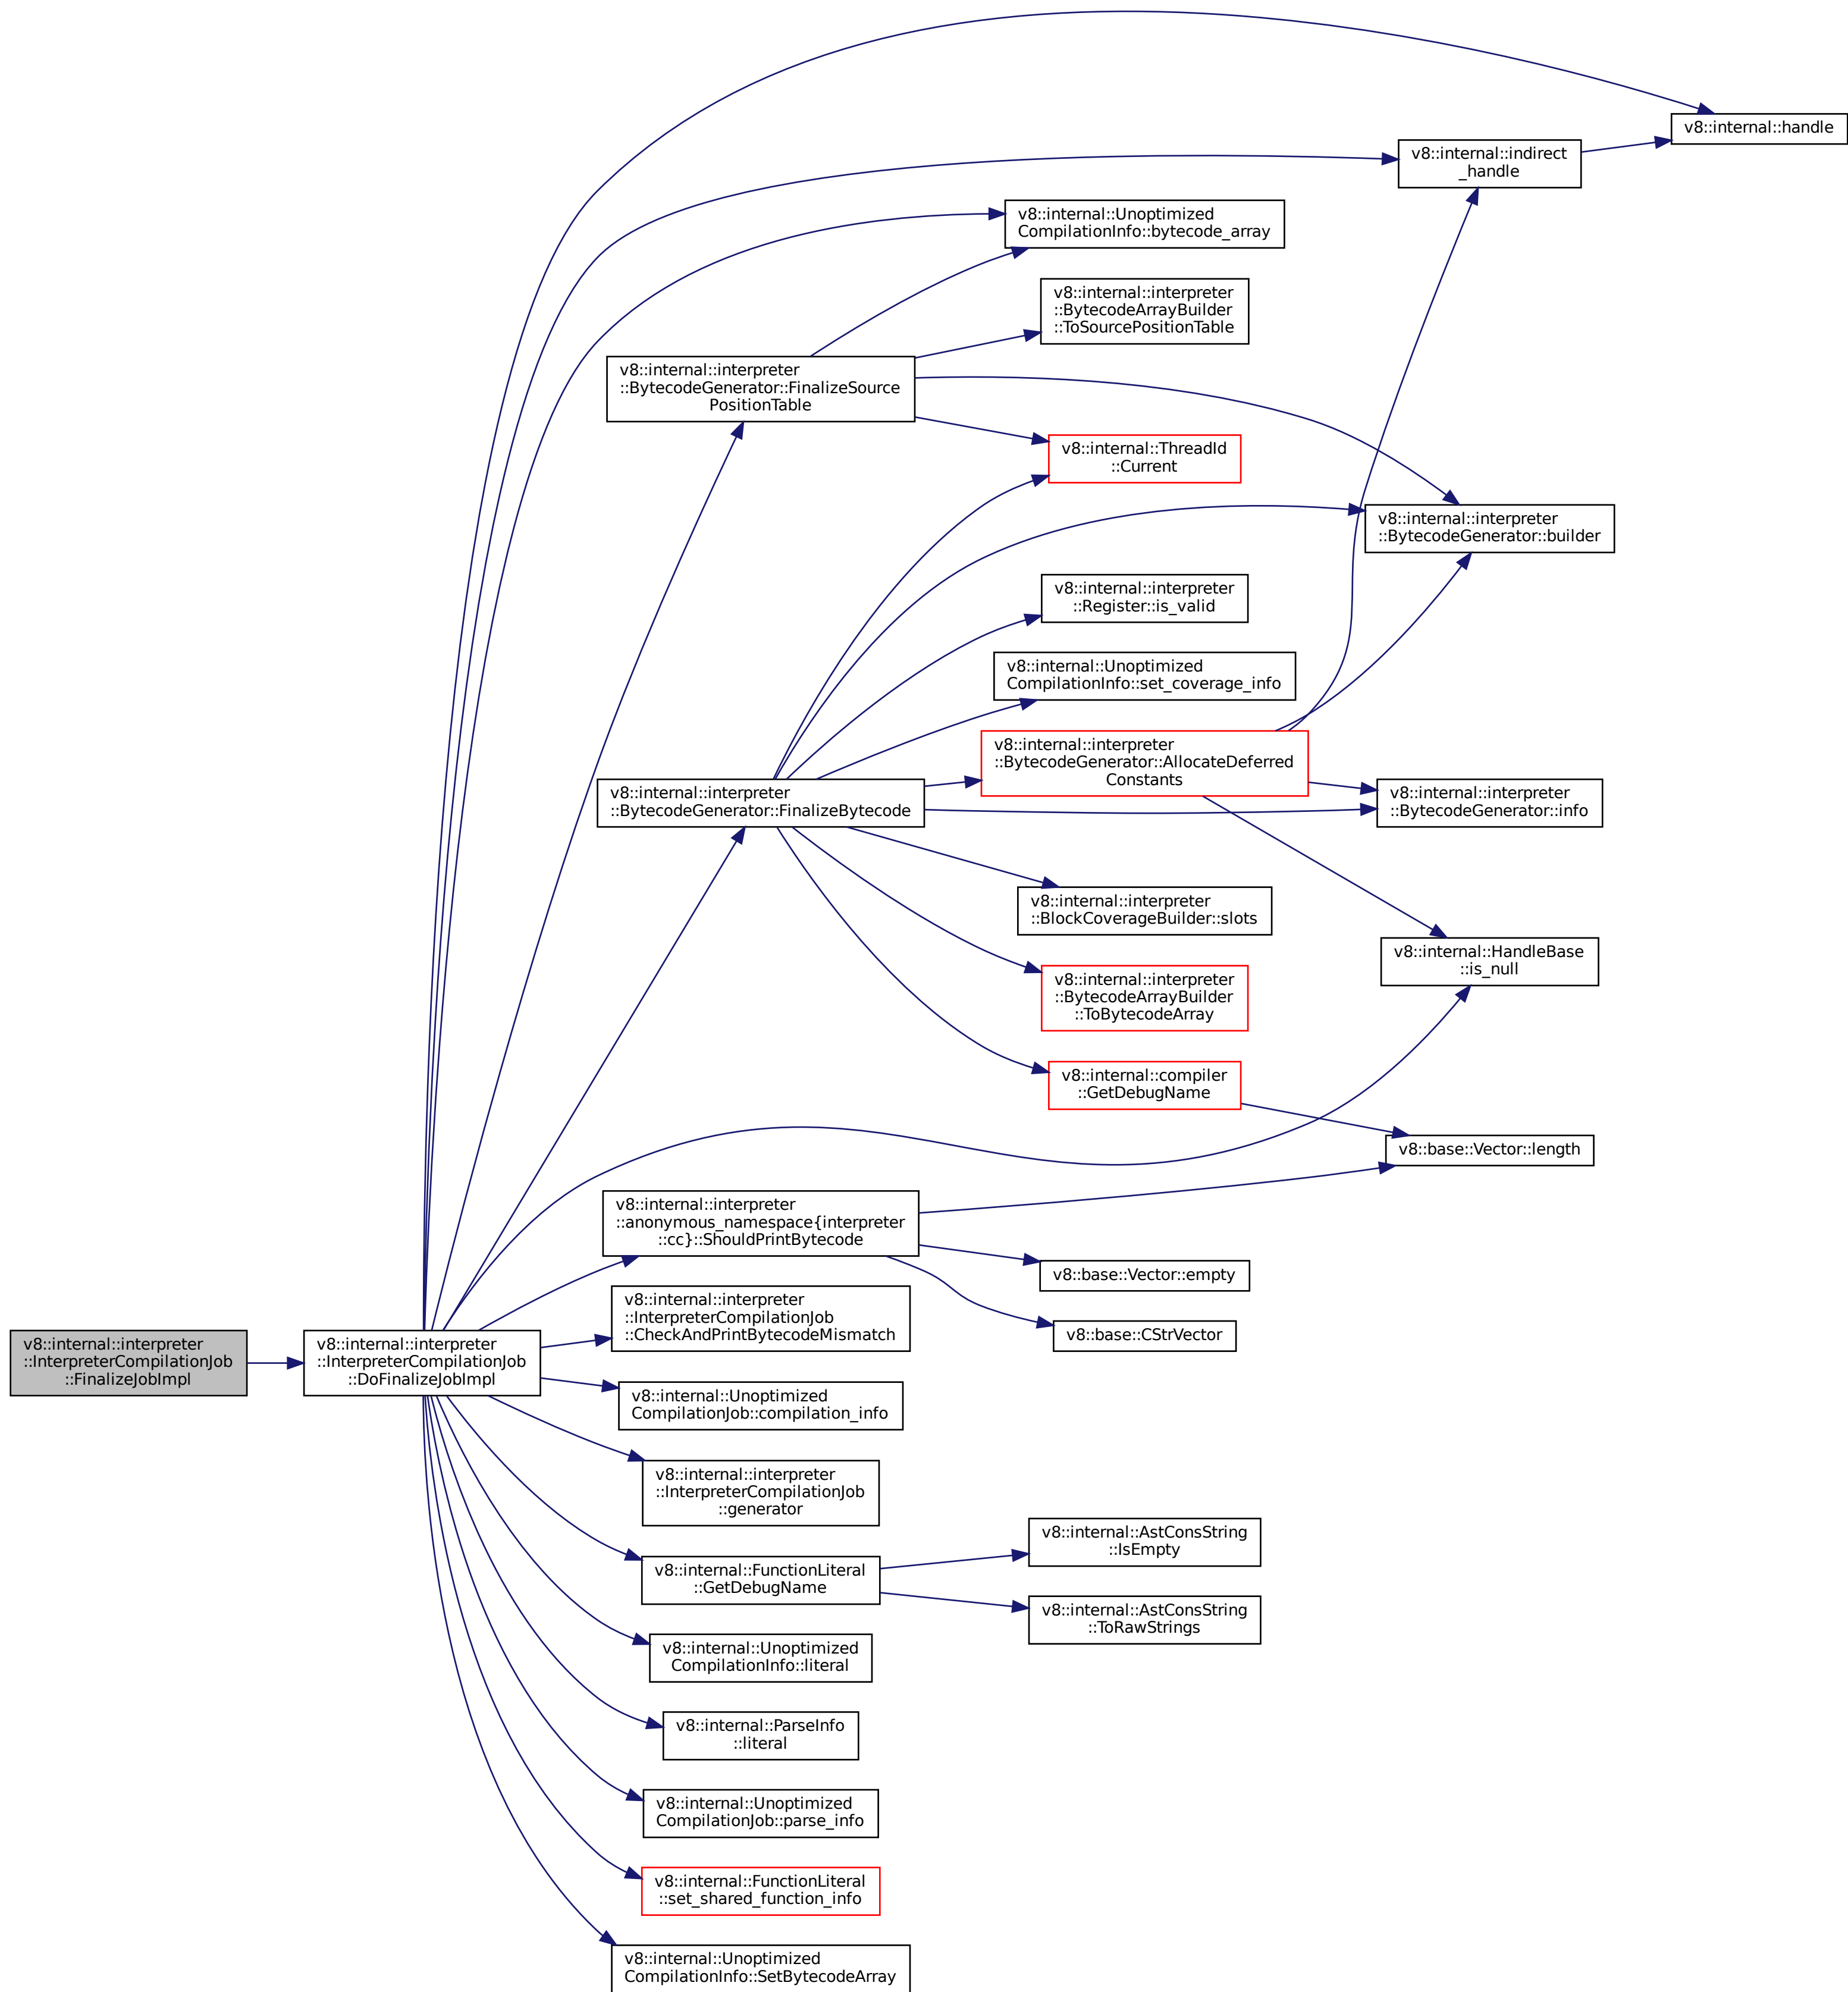 v8::internal::handle
v8::internal::indirect
_handle
v8::internal::Unoptimized
CompilationInfo::bytecode_array
v8::internal::interpreter
::BytecodeArrayBuilder
::ToSourcePositionTable
v8::internal::interpreter
::BytecodeGenerator::FinalizeSource
PositionTable
v8::internal::ThreadId
::Current
v8::internal::interpreter
::BytecodeGenerator::builder
v8::internal::interpreter
::Register::is_valid
v8::internal::Unoptimized
CompilationInfo::set_coverage_info
v8::internal::interpreter
::BytecodeGenerator::AllocateDeferred
Constants
v8::internal::interpreter
::BytecodeGenerator::FinalizeBytecode
v8::internal::interpreter
::BytecodeGenerator::info
v8::internal::interpreter
::BlockCoverageBuilder::slots
v8::internal::HandleBase
::is_null
v8::internal::interpreter
::BytecodeArrayBuilder
::ToBytecodeArray
v8::internal::compiler
::GetDebugName
v8::base::Vector::length
v8::internal::interpreter
::anonymous_namespace{interpreter
::cc}::ShouldPrintBytecode
v8::base::Vector::empty
v8::internal::interpreter
::InterpreterCompilationJob
::CheckAndPrintBytecodeMismatch
v8::base::CStrVector
v8::internal::interpreter
::InterpreterCompilationJob
::FinalizeJobImpl
v8::internal::interpreter
::InterpreterCompilationJob
::DoFinalizeJobImpl
v8::internal::Unoptimized
CompilationJob::compilation_info
v8::internal::interpreter
::InterpreterCompilationJob
::generator
v8::internal::AstConsString
::IsEmpty
v8::internal::FunctionLiteral
::GetDebugName
v8::internal::AstConsString
::ToRawStrings
v8::internal::Unoptimized
CompilationInfo::literal
v8::internal::ParseInfo
::literal
v8::internal::Unoptimized
CompilationJob::parse_info
v8::internal::FunctionLiteral
::set_shared_function_info
v8::internal::Unoptimized
CompilationInfo::SetBytecodeArray